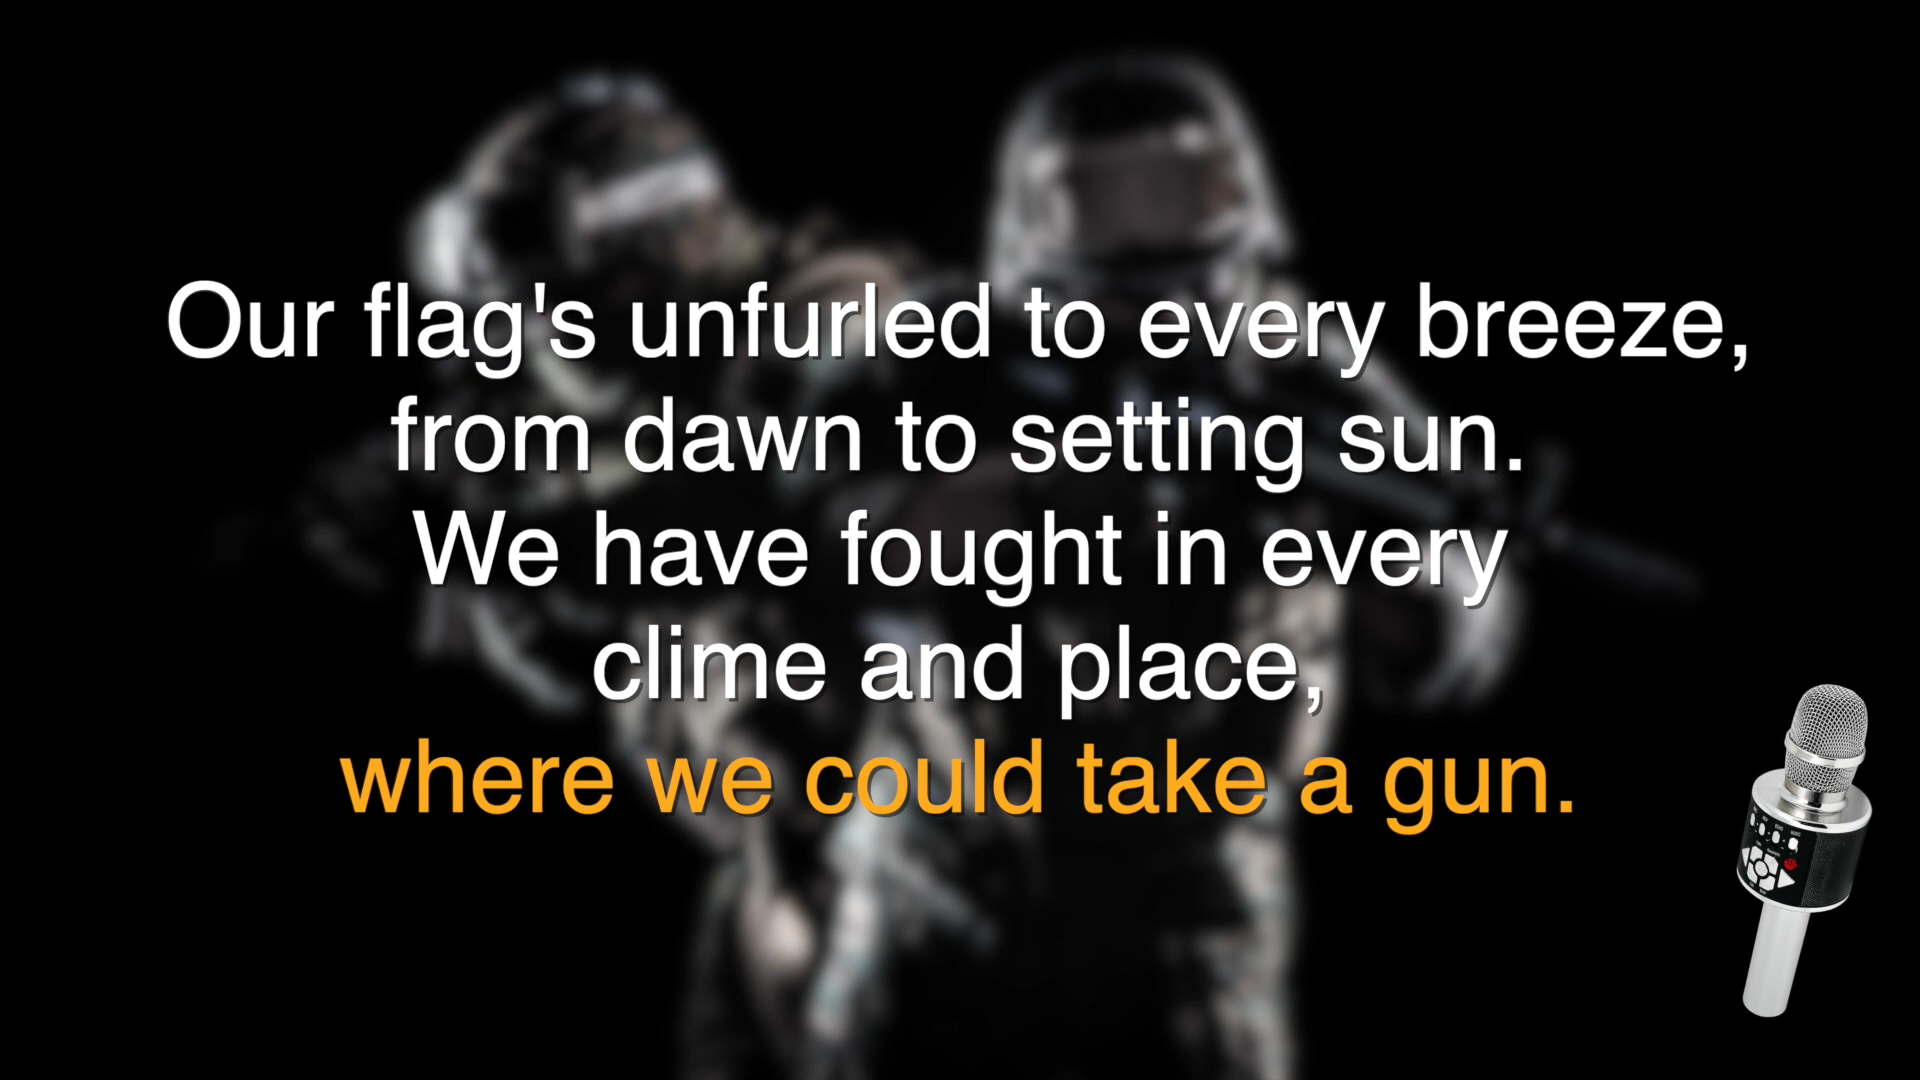 Our flag's unfurled to every breeze,
from dawn to setting sun.
We have fought in every
clime and place,
where we could take a gun.